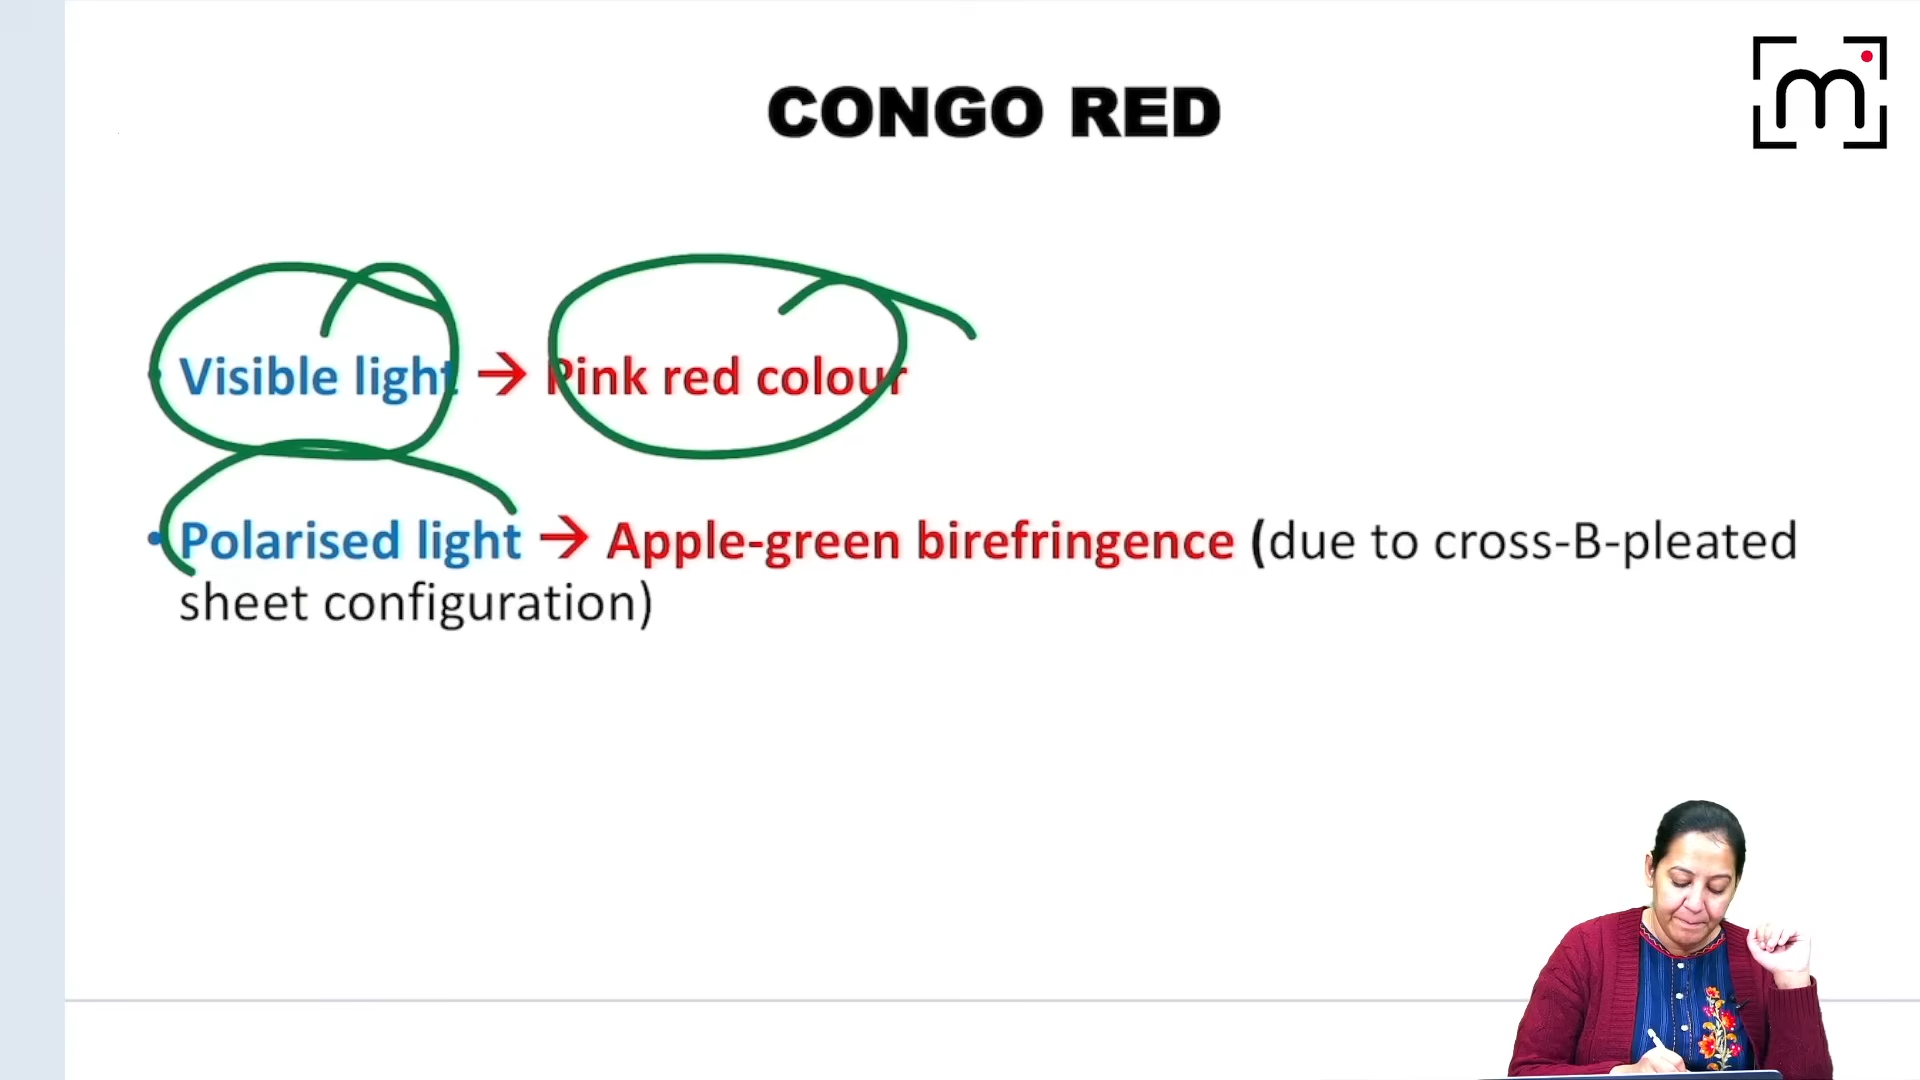 m
CONGO RED
• Visible light → Pink red colour
• Polarised light → Apple-green birefringence (due to cross-B-pleated
sheet configuration)